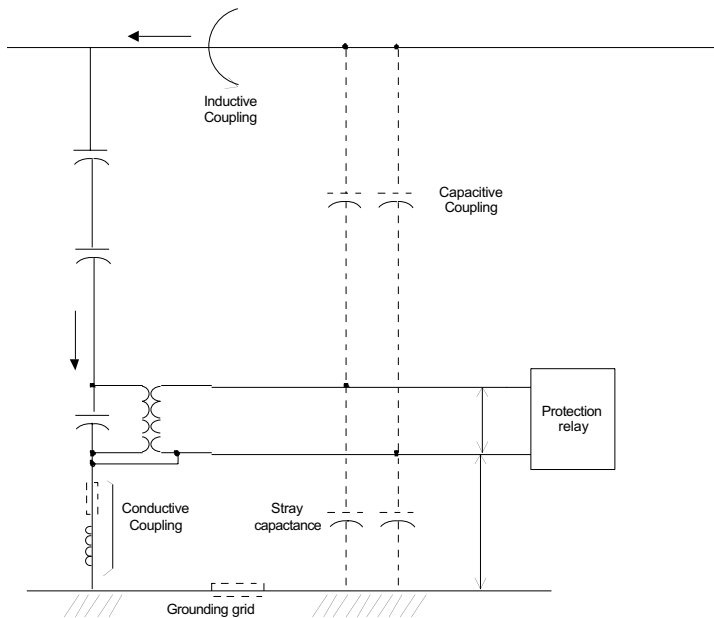 Inductive
Coupling
Capacitive
Coupling
Protection
relay
Conductive
Coupling
Stray
capactance
Grounding grid